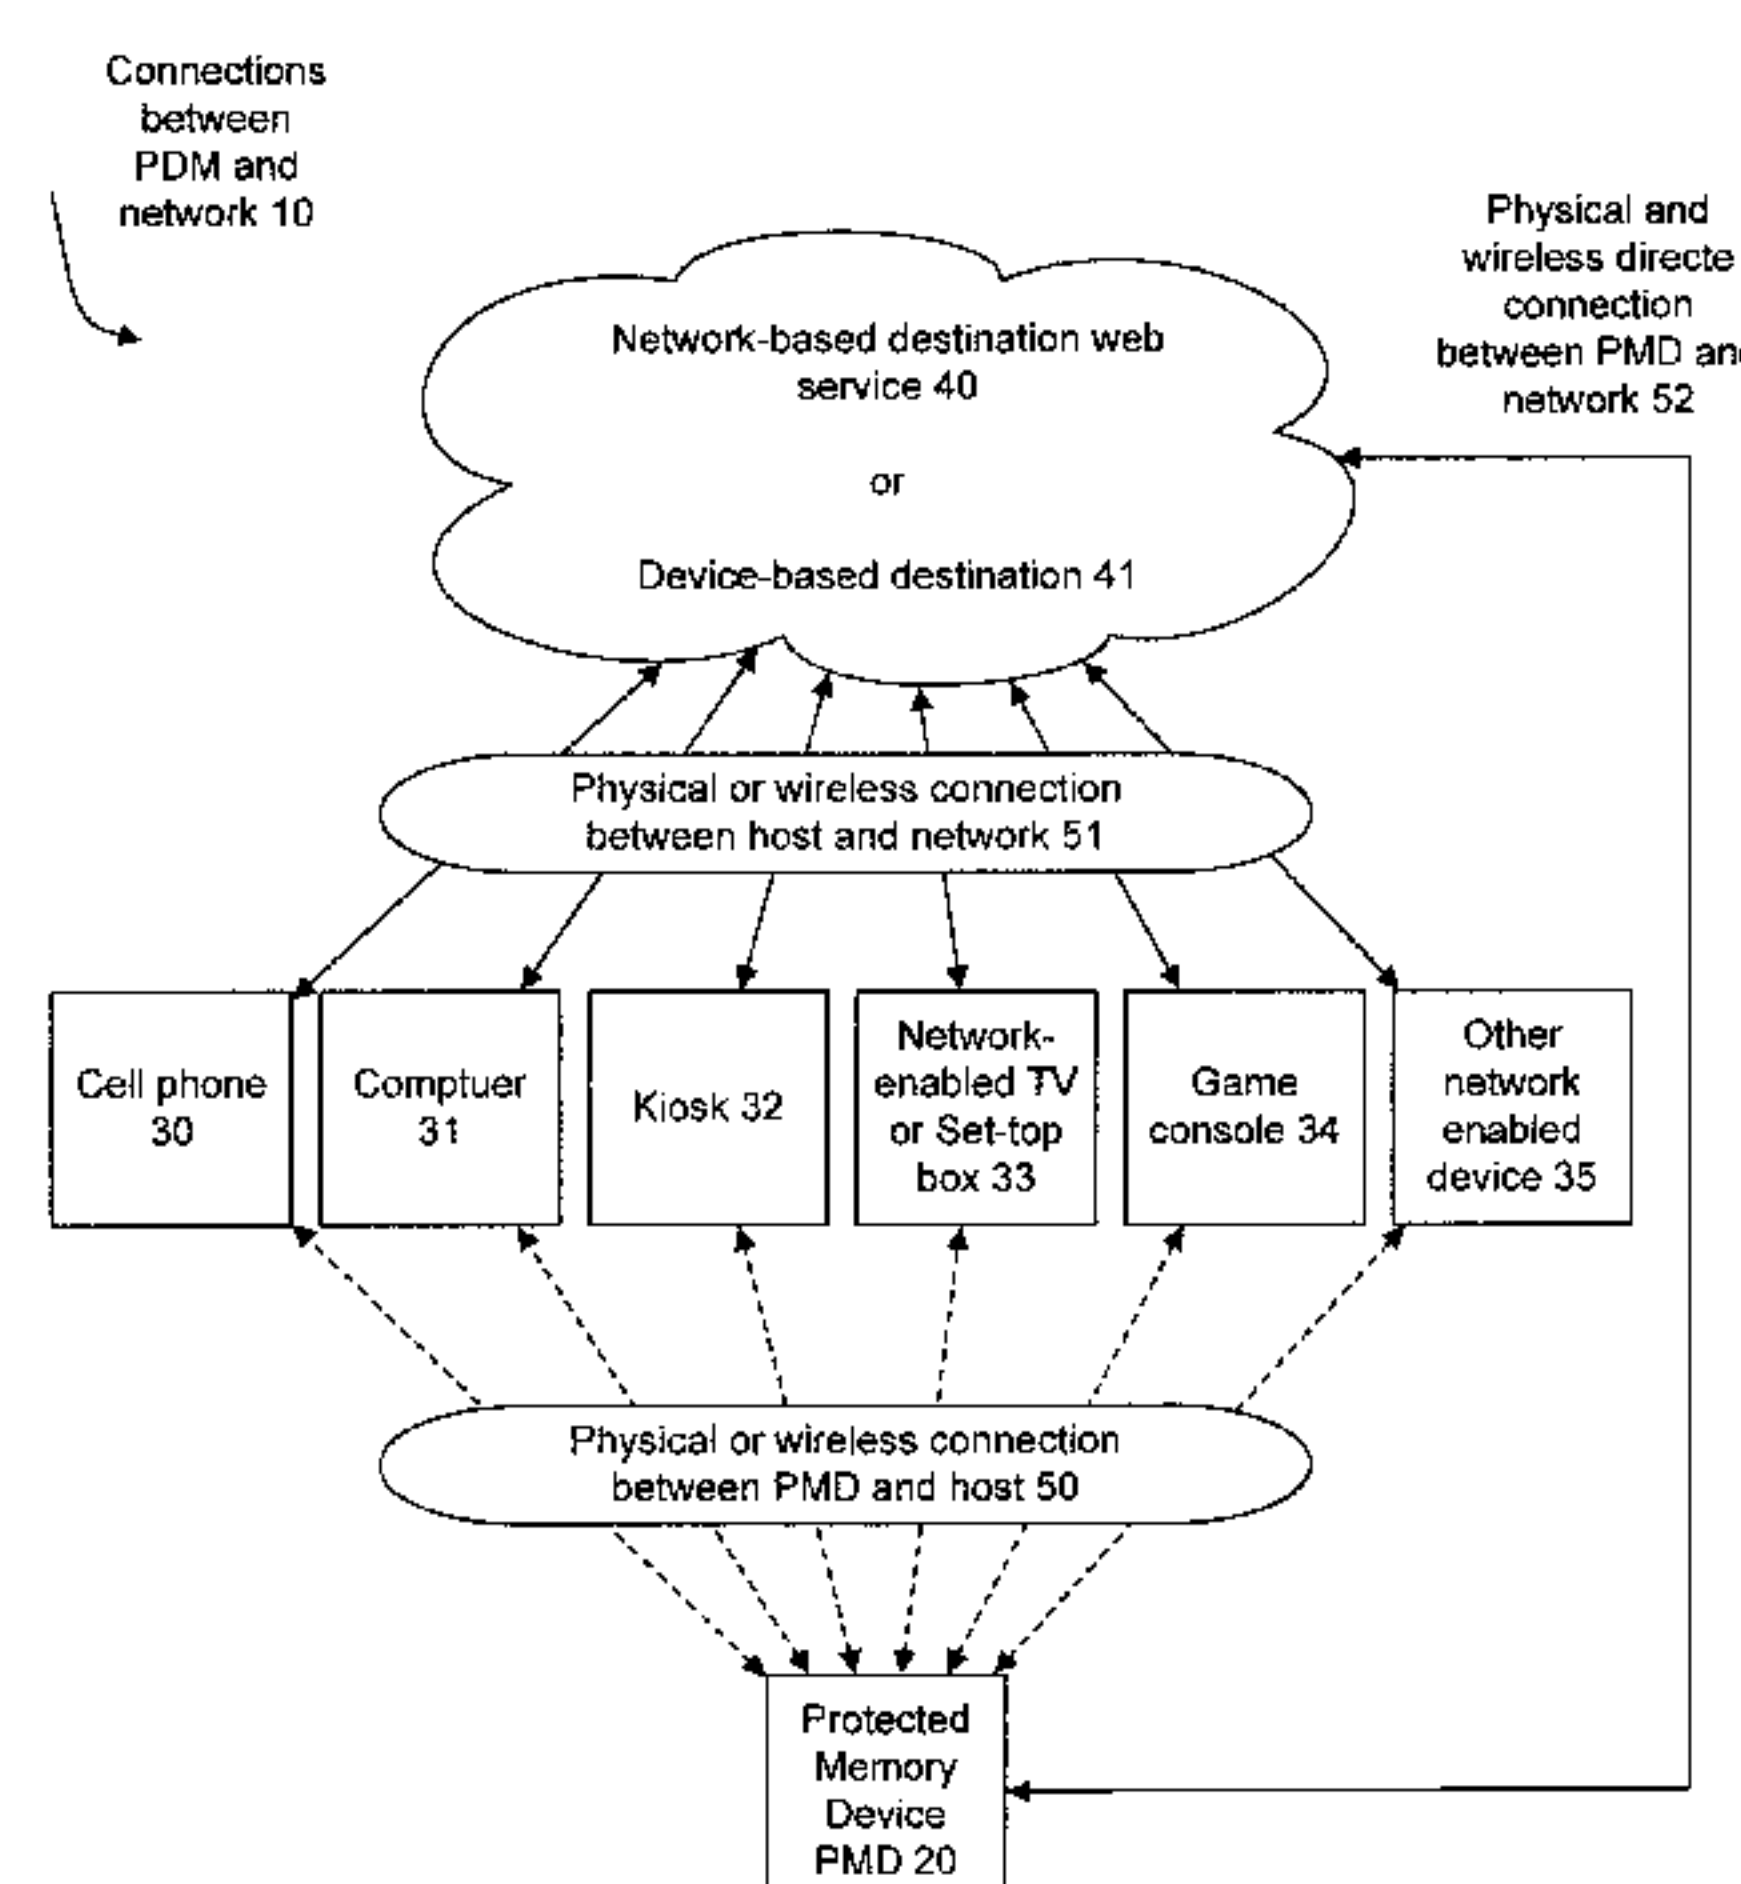 Connections
between
PDM and
network 10
Physical and
wireless directe
connection
between PMD and
network 52
Network-based destination web
service 40
or
Device-based destination 41
Physical or wireless connection
between host and network 51
Cell phone
30
Comptuer
31
Kiosk 32
Network-
enabled TV
or Set-top
box 33
Game
console 34
Other
network
enabled
device 35
Physical or wireless connection
between PMD and host 50
Protected
Memory
Device
PMD 20